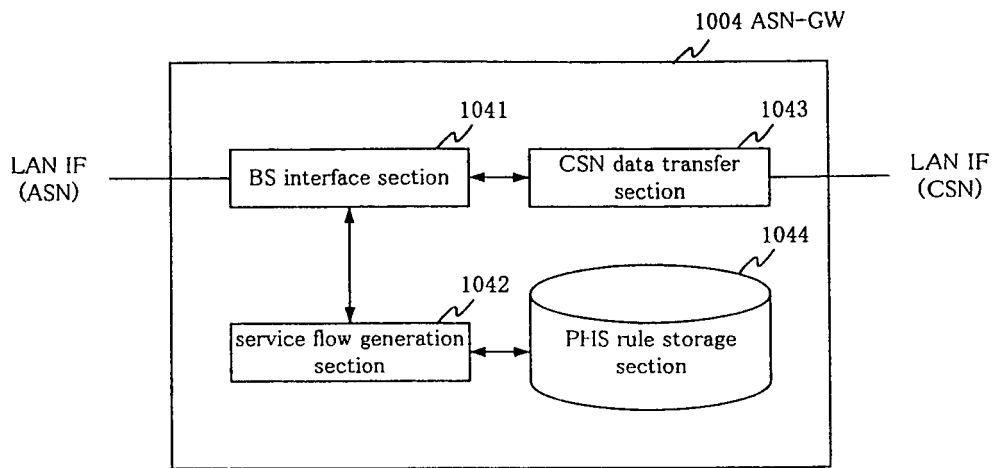 1004 ASN-GW
1041
1043
LAN IF
(ASN)
BS interface section
CSN data transfer
section
LAN IF
(CSN)
1044
1042
service flow generation
section
PHS rule storage
section